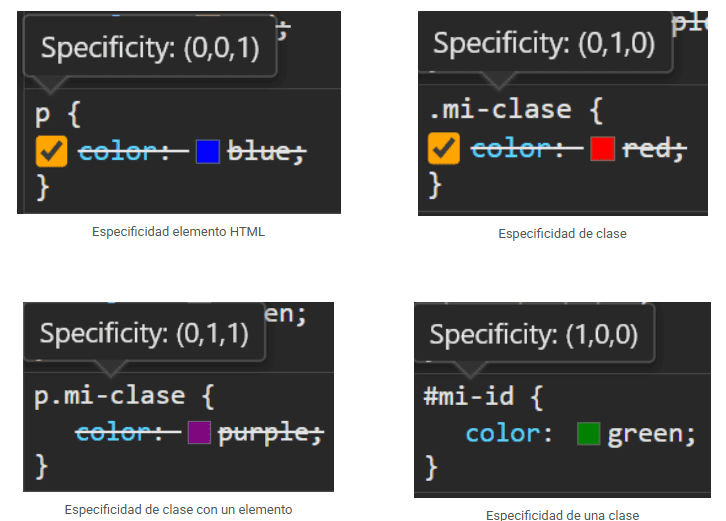 Specificity: (0,0,1)
p {
color: blue;
}
Especificidad elemento HTML
Specificity: (0,1,0)
.mi-clase {
color: red;
}
Especificidad de clase
en;
Specificity: (0,1,1)
p.mi-clase {
color: purple;
}
Especificidad de clase con un elemento
Specificity: (1,0,0)
#mi-id {
color: green;
}
Especificidad de una clase